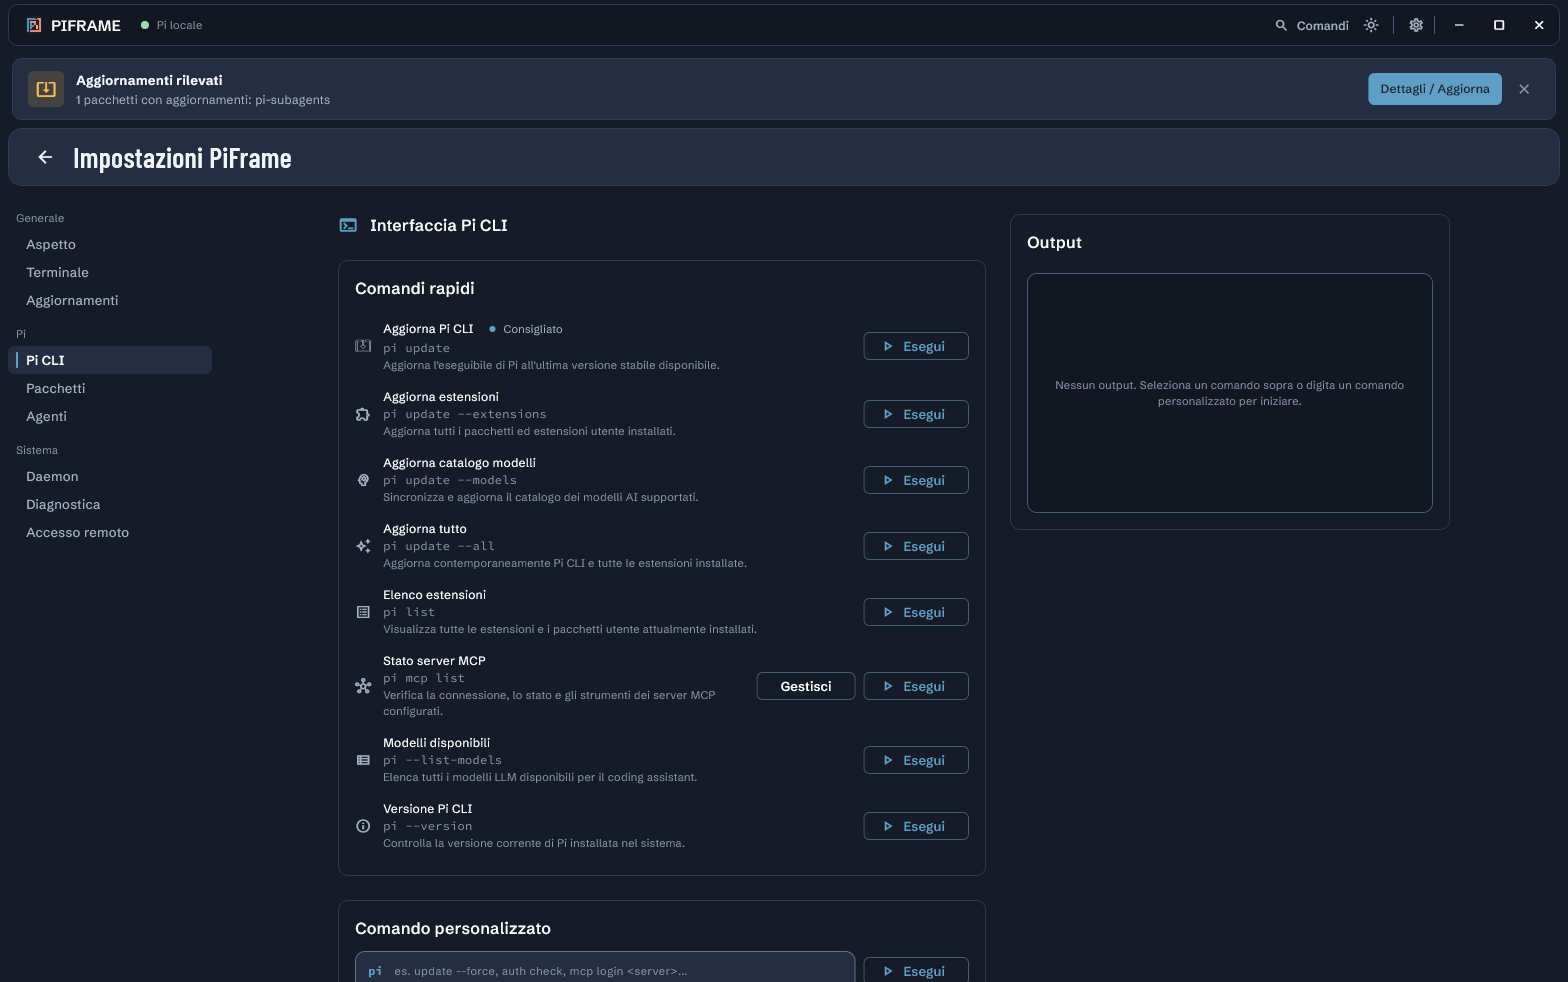 PIFRAME
Pi locale
Comandi
Aggiornamenti rilevati
1 pacchetti con aggiornamenti: pi-subagents
Dettagli / Aggiorna
Impostazioni PiFrame
Generale
Aspetto
Terminale
Aggiornamenti
Pi
Pi CLI
Pacchetti
Agenti
Sistema
Daemon
Diagnostica
Accesso remoto
Interfaccia Pi CLI
Comandi rapidi
Aggiorna Pi CLI
Consigliato
pi update
Aggiorna l'eseguibile di Pi all'ultima versione stabile disponibile.
Esegui
Aggiorna estensioni
pi update --extensions
Aggiorna tutti i pacchetti ed estensioni utente installati.
Esegui
Aggiorna catalogo modelli
pi update --models
Sincronizza e aggiorna il catalogo dei modelli AI supportati.
Esegui
Aggiorna tutto
pi update --all
Aggiorna contemporaneamente Pi CLI e tutte le estensioni installate.
Esegui
Elenco estensioni
pi list
Visualizza tutte le estensioni e i pacchetti utente attualmente installati.
Esegui
Stato server MCP
pi mcp list
Verifica la connessione, lo stato e gli strumenti dei server MCP
configurati.
Gestisci
Esegui
Modelli disponibili
pi --list-models
Elenca tutti i modelli LLM disponibili per il coding assistant.
Esegui
Versione Pi CLI
pi --version
Controlla la versione corrente di Pi installata nel sistema.
Esegui
Comando personalizzato
pi
es. update --force, auth check, mcp login <server>...
Esegui
Output
Nessun output. Seleziona un comando sopra o digita un comando
personalizzato per iniziare.